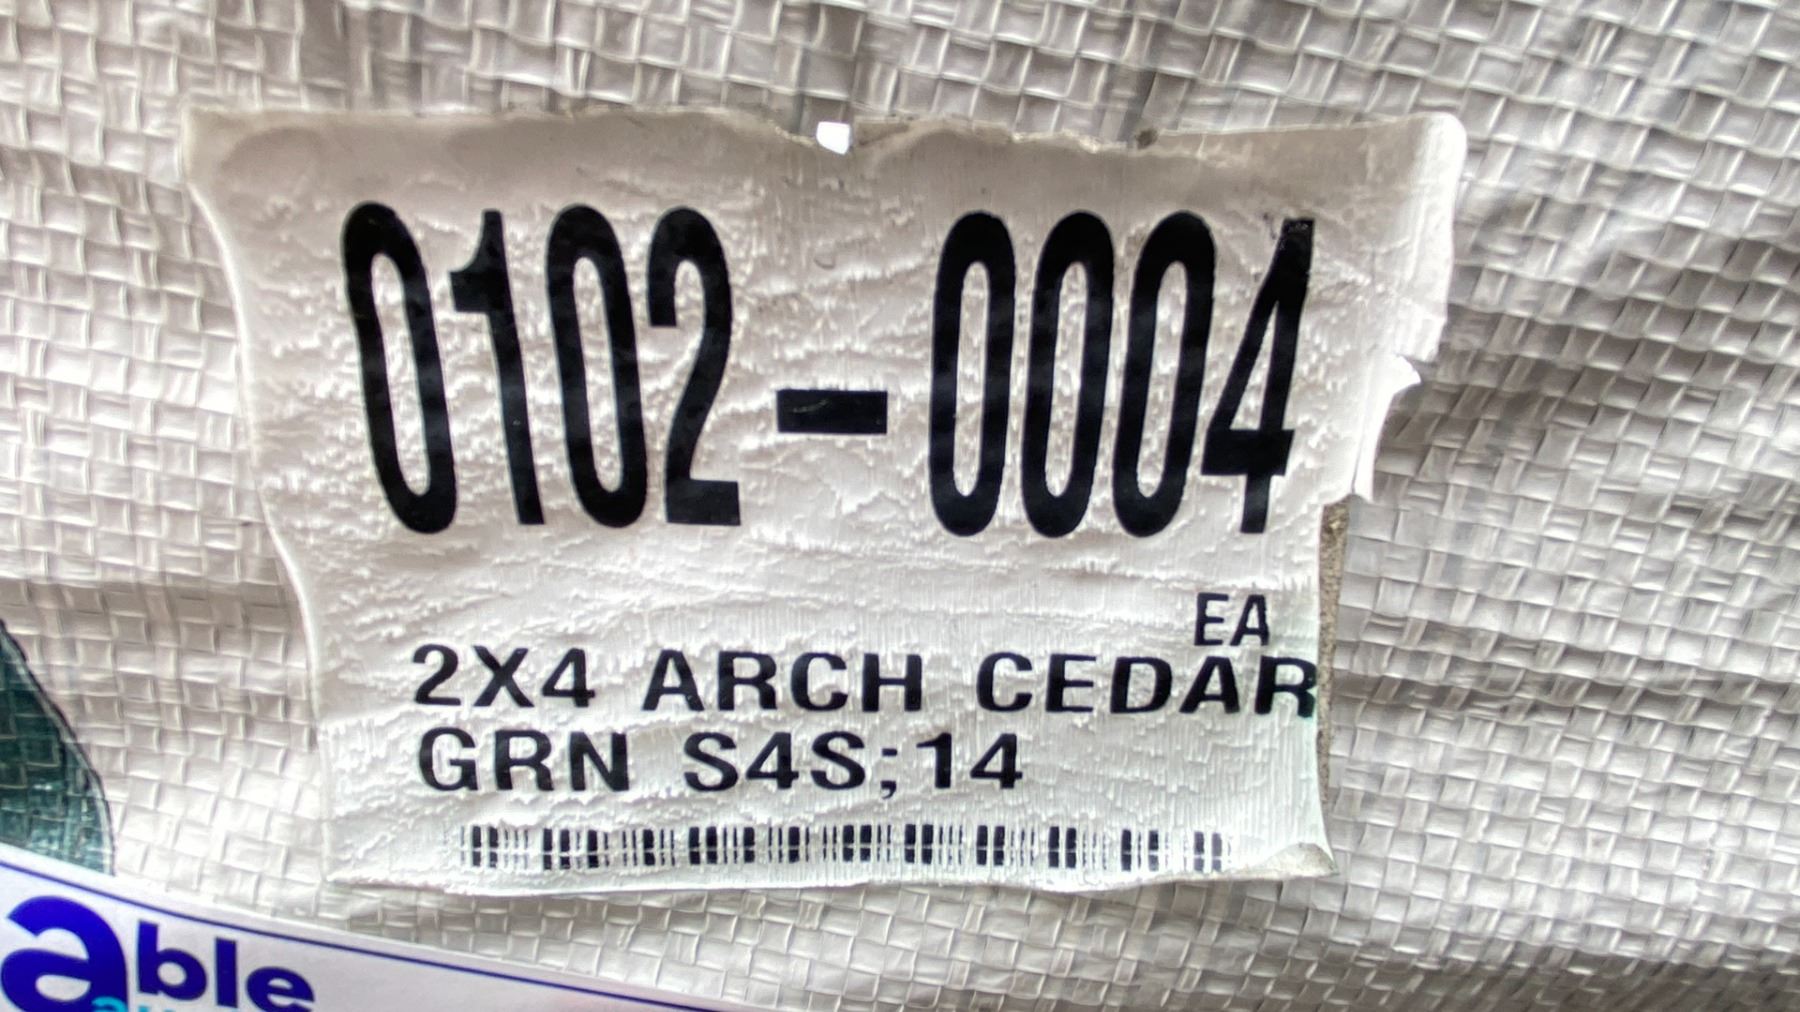 0102-0004
EA
2X4 ARCH CEDAR
GRN S4S;14
able